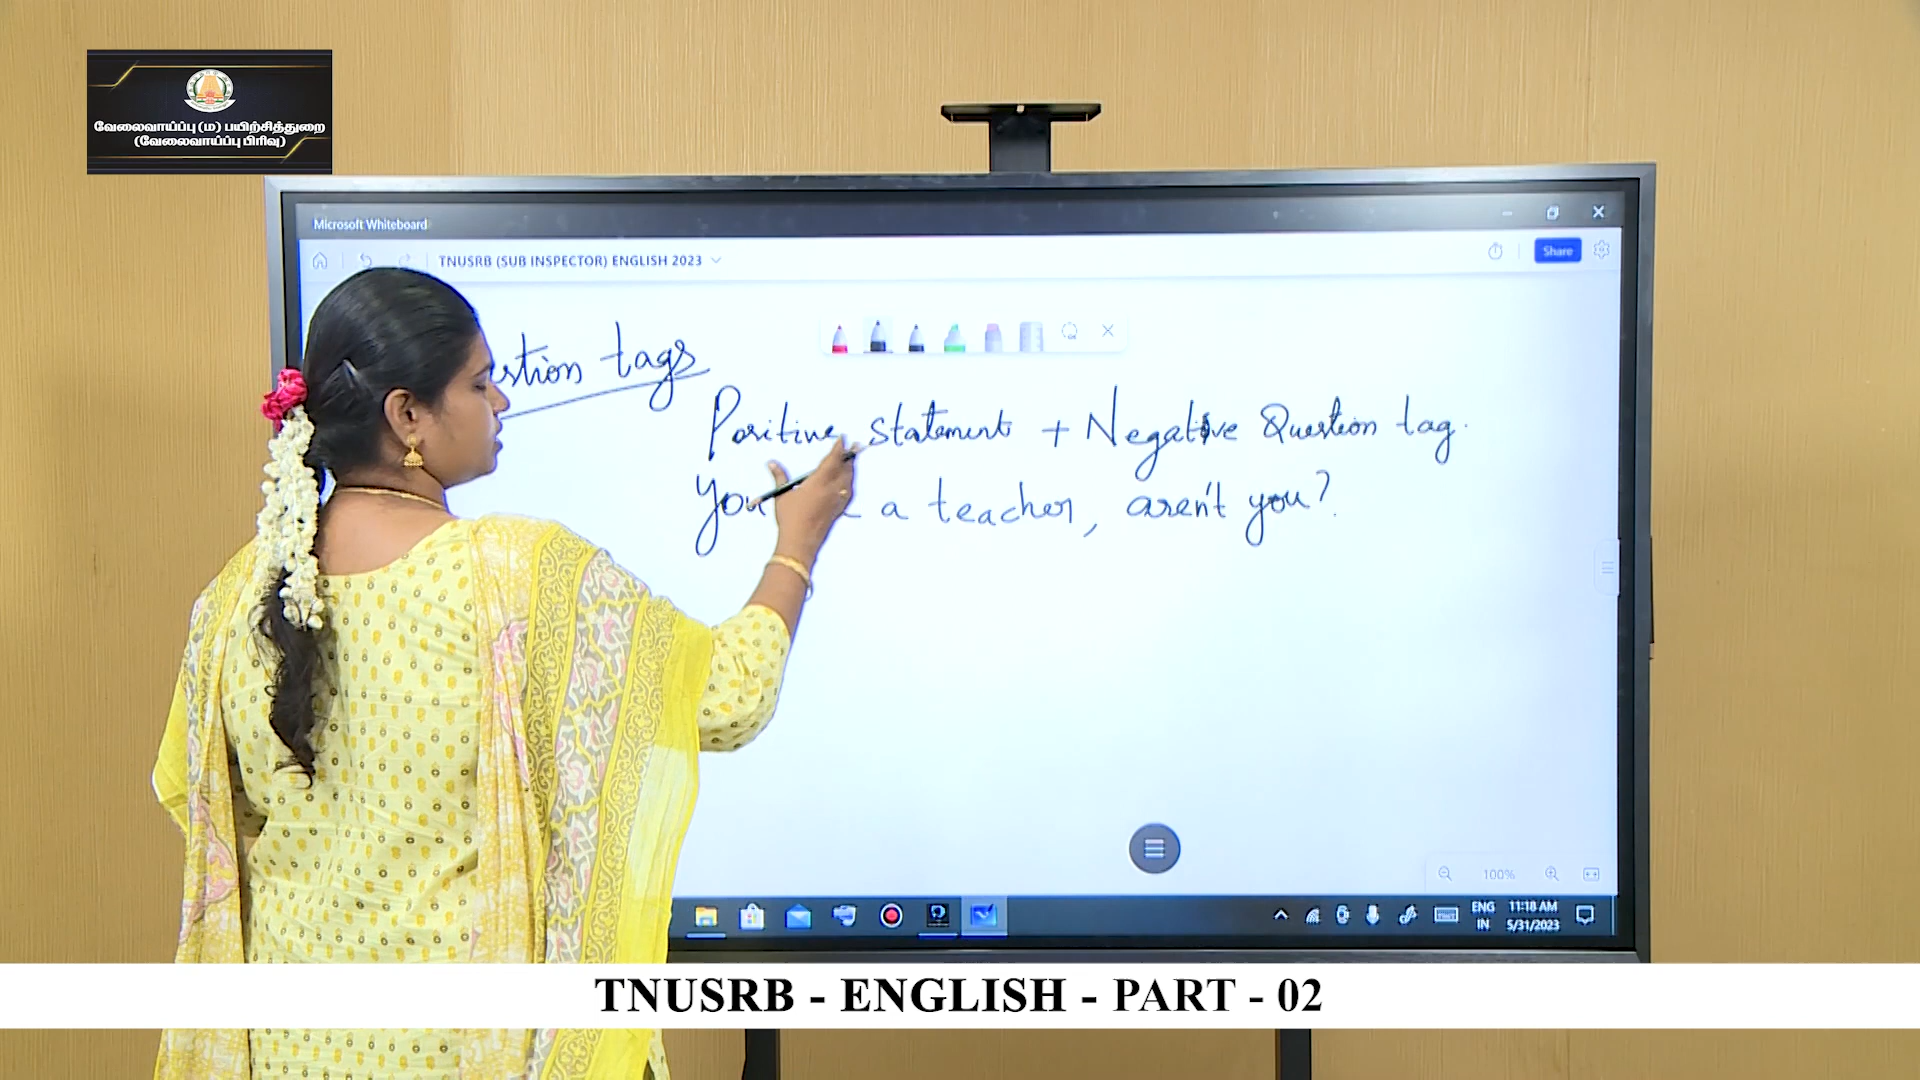 வேலைவாய்ப்பு (ம) பயிற்சித்துறை
(வேலைவாய்ப்பு பிரிவு)
Microsoft Whiteboard
TNUSRB (SUB INSPECTOR) ENGLISH 2023
Share
stion tags
Positive statement + Negative Question tag.
You a teacher, aren't you?
100%
ENG
IN
11:18 AM
5/31/2023
TNUSRB - ENGLISH - PART - 02